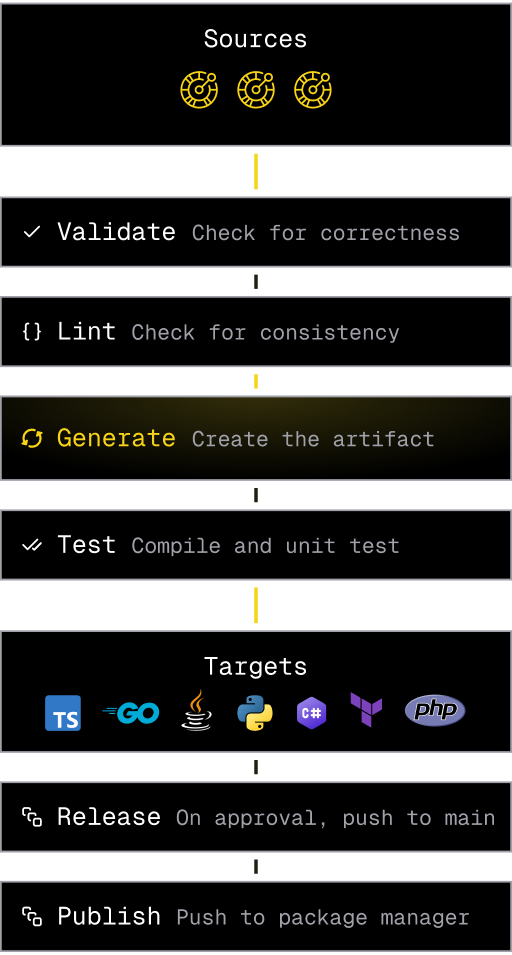 Sources
Validate Check for correctness
{} Lint Check for consistency
Generate Create the artifact
Test Compile and unit test
Targets
TS GO C# php
Release On approval, push to main
Publish Push to package manager